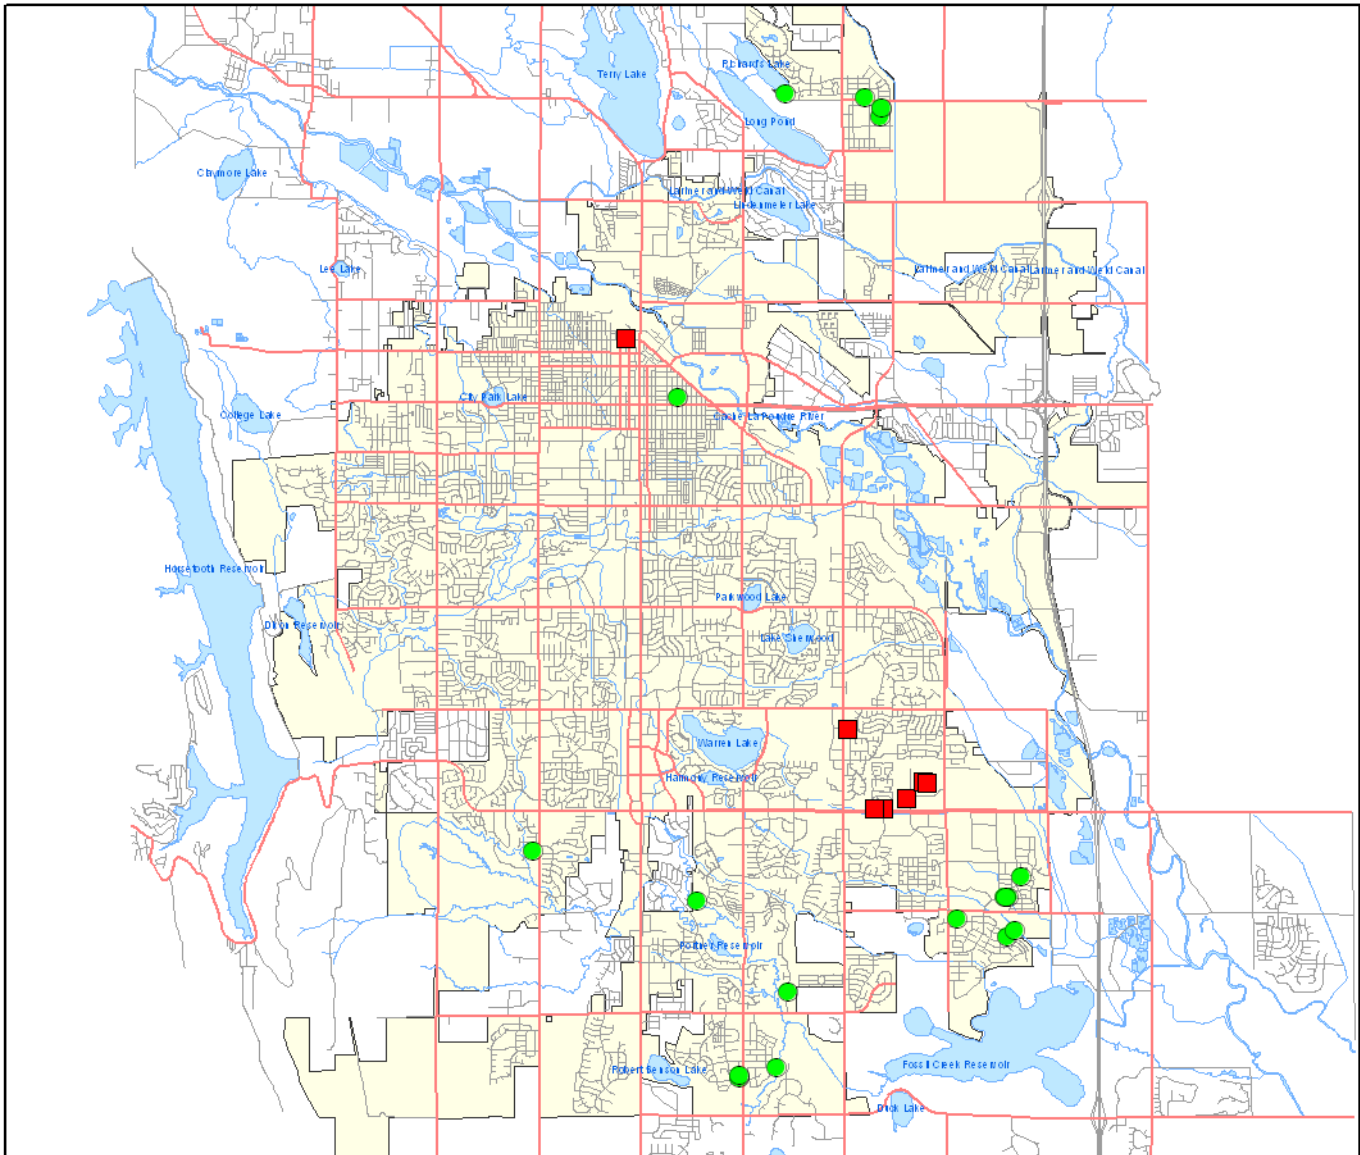 Richards Lake
Terry Lake
Long Pond
Claymore Lake
Larimer and Weld Canal
Lindenmeier Lake
Lee Lake
Larimer and Weld Canal
Larimer and Weld Canal
City Park Lake
College Lake
Cache La Poudre River
Horsetooth Reservoir
Parkwood Lake
Dixon Reservoir
Lake Sherwood
Warren Lake
Harmony Reservoir
Portner Reservoir
Robert Benson Lake
Fossil Creek Reservoir
Duck Lake